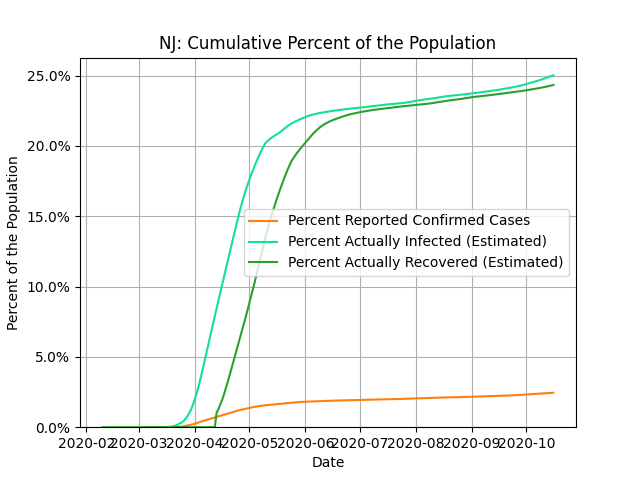 NJ: Cumulative Percent of the Population
25.0%
20.0%
15.0%
10.0%
5.0%
0.0%
Percent of the Population
Percent Reported Confirmed Cases
Percent Actually Infected (Estimated)
Percent Actually Recovered (Estimated)
2020-02 2020-03 2020-04 2020-05 2020-06 2020-07 2020-08 2020-09 2020-10
Date